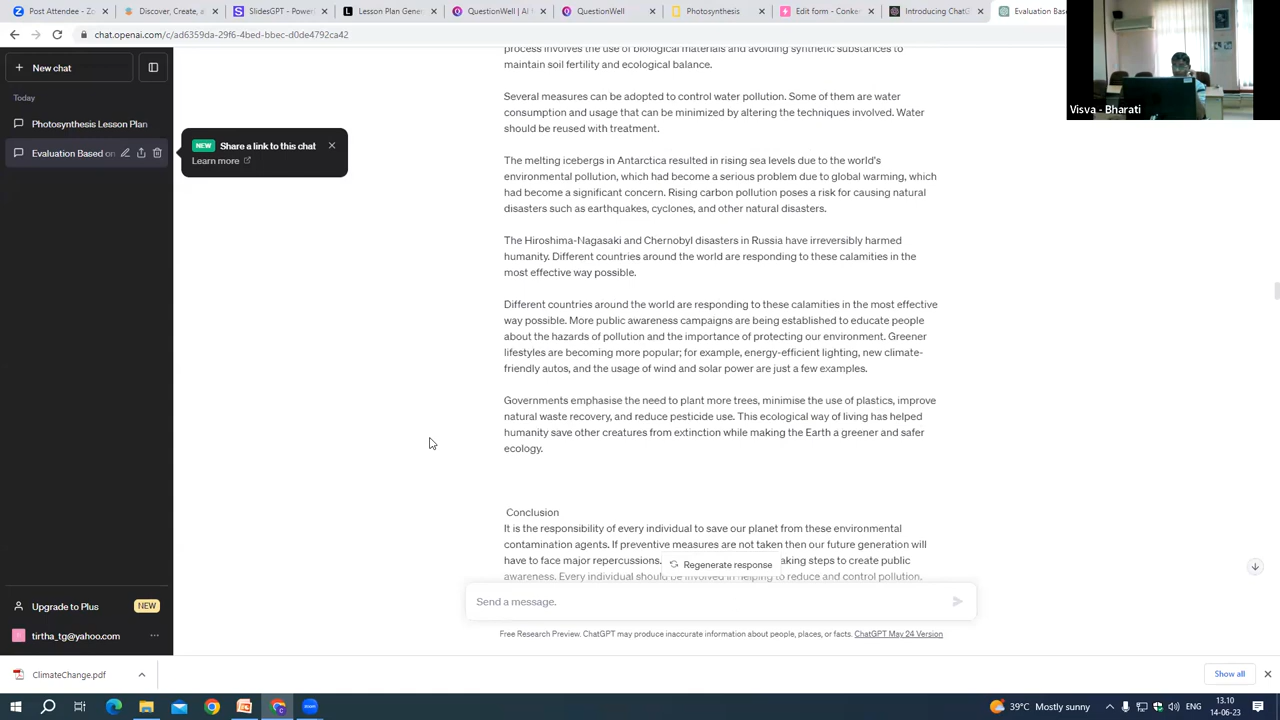 Post Attendee - Zoom
Discover, Create, a
SlidesGPT - Powerp
Lesson Plan Gener
QuestionWell | AI
QuestionWell
Photosynthesis
Edit form - Conke
Introducing ChatG
Evaluation Base
chat.openai.com/c/ad6359da-29f6-4bed-bbec-d0de4792ca42
New chat
Today
Photosynthesis Lesson Plan
Evaluation Based on
NEW Share a link to this chat
Learn more
process involves the use of biological materials and avoiding synthetic substances to
maintain soil fertility and ecological balance.
Several measures can be adopted to control water pollution. Some of them are water
consumption and usage that can be minimized by altering the techniques involved. Water
should be reused with treatment.
The melting icebergs in Antarctica resulted in rising sea levels due to the world's
environmental pollution, which had become a serious problem due to global warming, which
had become a significant concern. Rising carbon pollution poses a risk for causing natural
disasters such as earthquakes, cyclones, and other natural disasters.
The Hiroshima-Nagasaki and Chernobyl disasters in Russia have irreversibly harmed
humanity. Different countries around the world are responding to these calamities in the
most effective way possible.
Different countries around the world are responding to these calamities in the most effective
way possible. More public awareness campaigns are being established to educate people
about the hazards of pollution and the importance of protecting our environment. Greener
lifestyles are becoming more popular; for example, energy-efficient lighting, new climate-
friendly autos, and the usage of wind and solar power are just a few examples.
Governments emphasise the need to plant more trees, minimise the use of plastics, improve
natural waste recovery, and reduce pesticide use. This ecological way of living has helped
humanity save other creatures from extinction while making the Earth a greener and safer
ecology.
Conclusion
It is the responsibility of every individual to save our planet from these environmental
contamination agents. If preventive measures are not taken then our future generation will
have to face major repercussions. aking steps to create public
Regenerate response
awareness. Every individual should be involved in helping to reduce and control pollution.
Send a message.
Free Research Preview. ChatGPT may produce inaccurate information about people, places, or facts. ChatGPT May 24 Version
Upgrade to Plus NEW
tirtha_tg@yahoo.com
Visva - Bharati
ClimateChange.pdf
Show all
39°C Mostly sunny
ENG
13.10
14-06-23